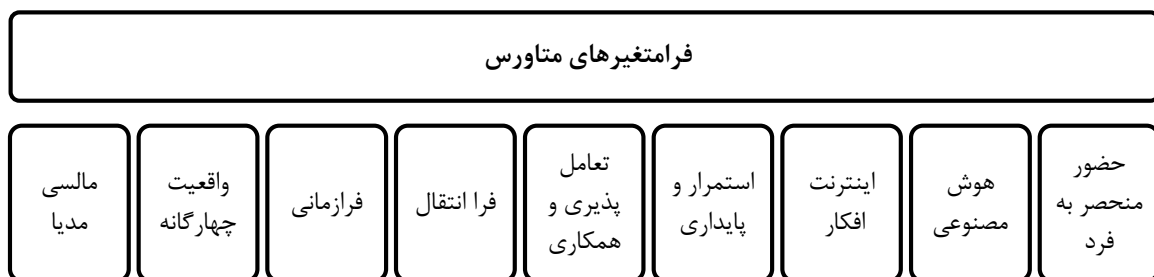 فرامتغیرهای متاورس
حضور
منحصر به
فرد
هوش
مصنوعی
اینترنت
افکار
استمرار و
پایداری
تعامل
پذیری و
همکاری
فرا انتقال
فرازمانی
واقعیت
چهارگانه
مالسی
مدیا